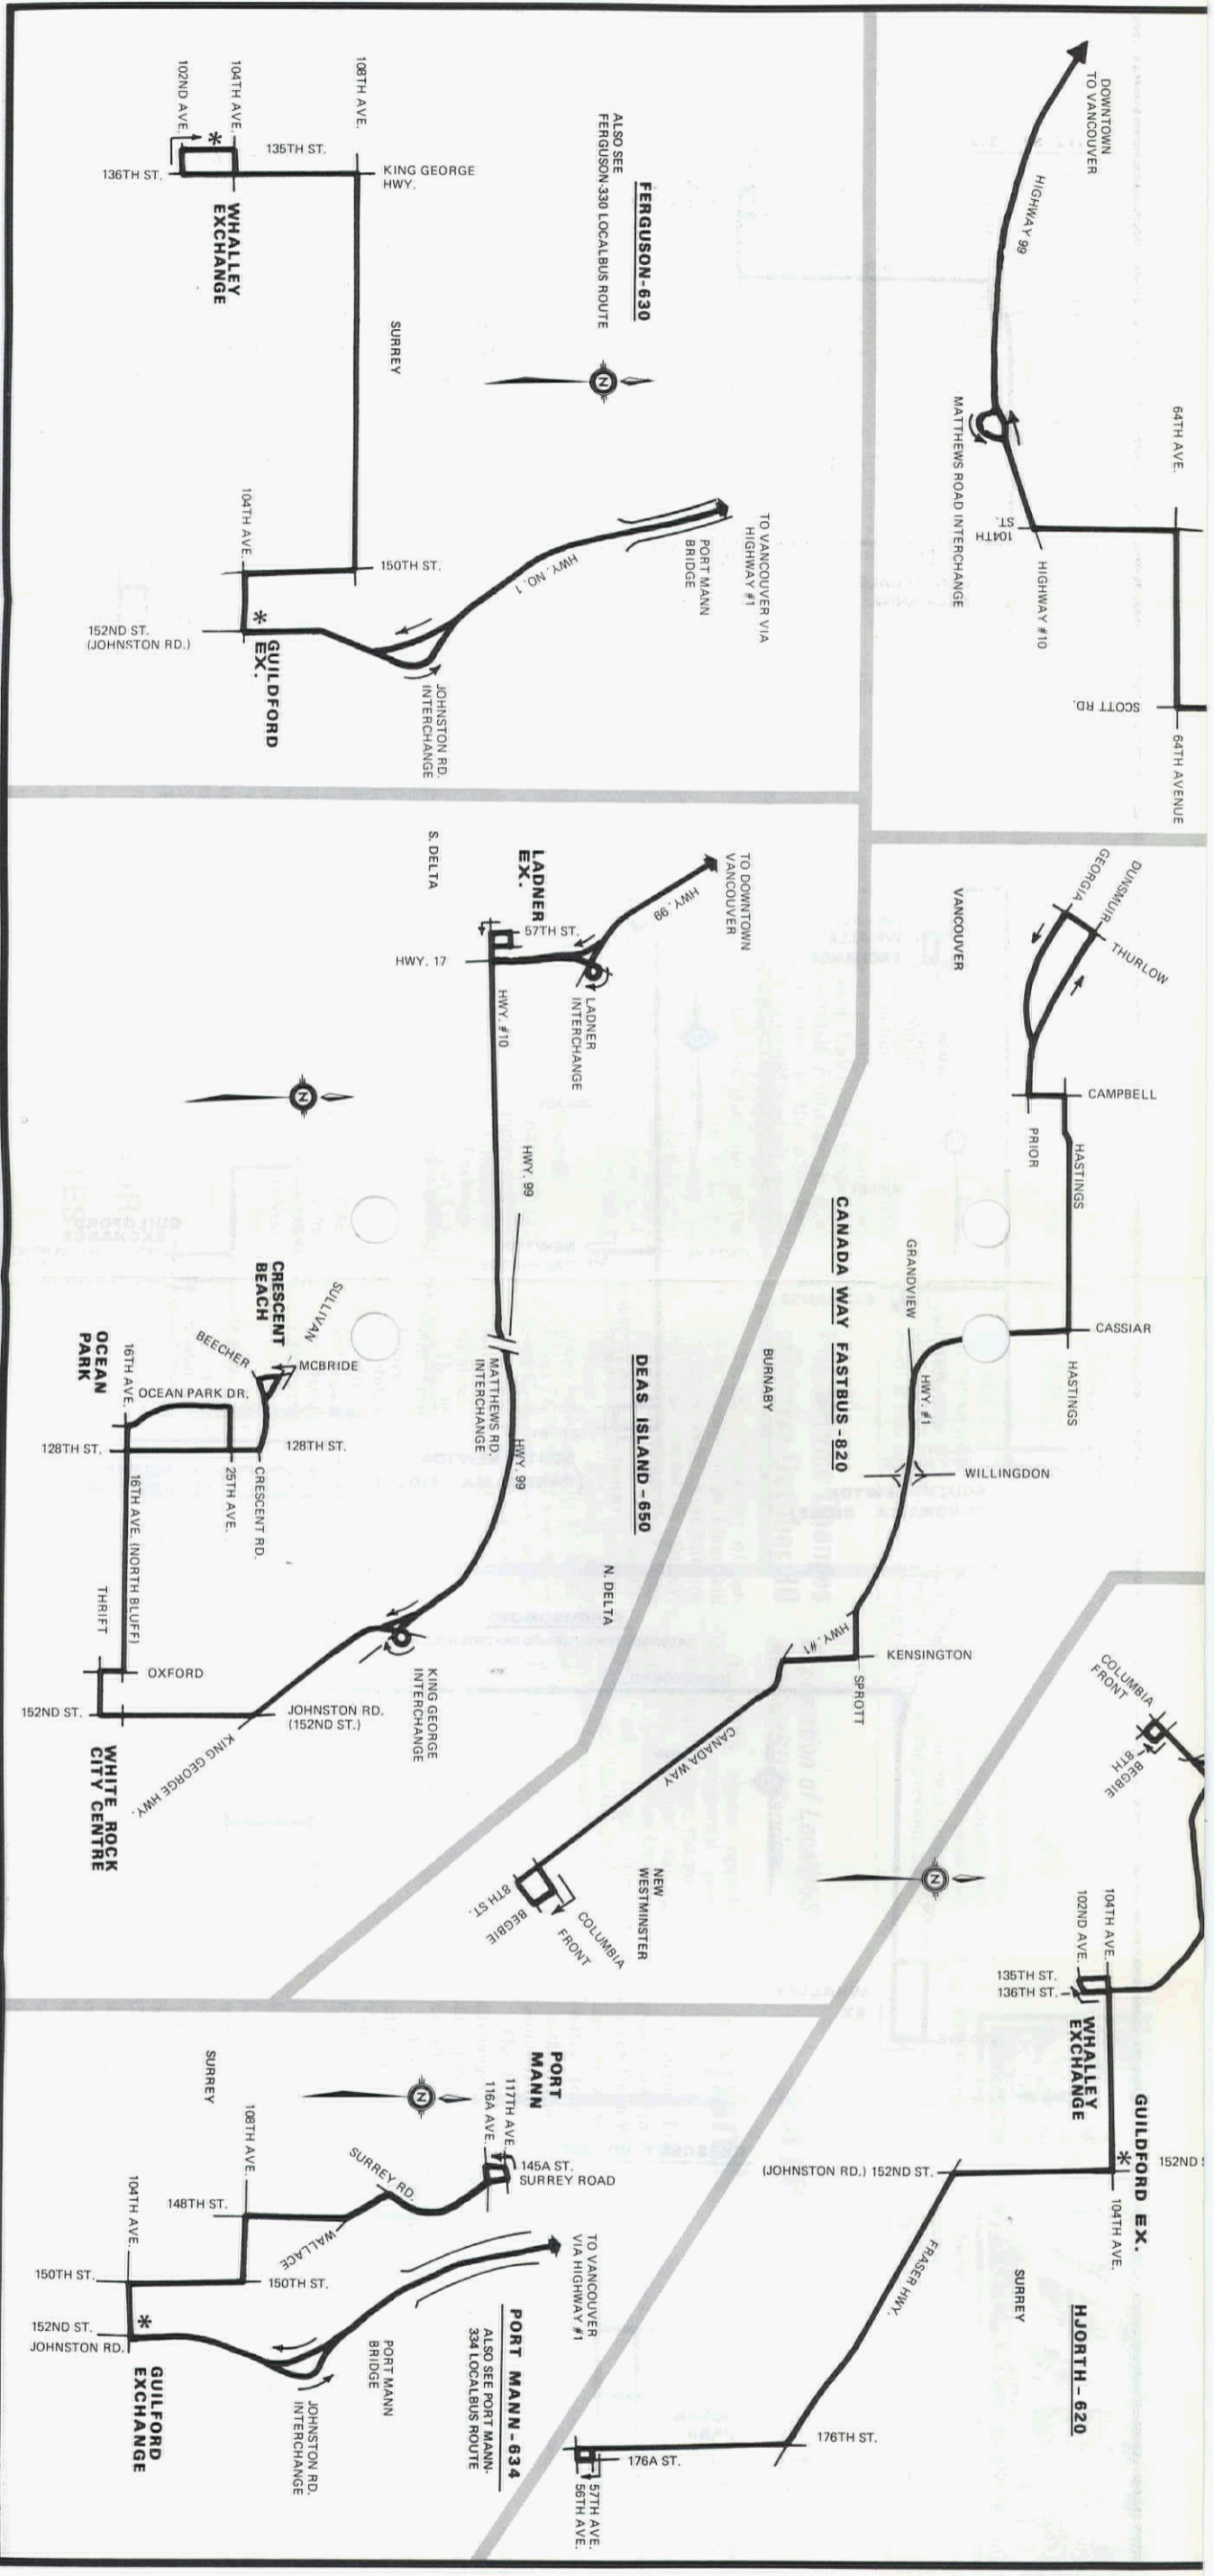 DOWNTOWN
TO VANCOUVER
HIGHWAY 99
MATTHEWS ROAD INTERCHANGE
64TH AVE.
104TH
ST.
HIGHWAY #10
SCOTT RD.
64TH AVENUE
FERGUSON-630
ALSO SEE
FERGUSON-330 LOCALBUS ROUTE
108TH AVE.
104TH AVE.
102ND AVE.
*
135TH ST.
136TH ST.
KING GEORGE
HWY.
WHALLEY
EXCHANGE
SURREY
N
TO VANCOUVER VIA
HIGHWAY #1
PORT MANN
BRIDGE
HWY. NO. 1
104TH AVE.
150TH ST.
152ND ST.
(JOHNSTON RD.)
*
GUILDFORD
EX.
JOHNSTON RD.
INTERCHANGE
CANADA WAY FASTBUS-820
VANCOUVER
GEORGIA
DUNSMUIR
THURLOW
CAMPBELL
PRIOR
HASTINGS
CASSIAR
HASTINGS
GRANDVIEW
HWY. #1
BURNABY
WILLINGDON
HWY. #1
KENSINGTON
SPROTT
CANADA WAY
NEW
WESTMINSTER
8TH ST.
BEGBIE
COLUMBIA
FRONT
N
DEAS ISLAND-650
TO DOWNTOWN
VANCOUVER
HWY. 99
LADNER
EX.
S. DELTA
57TH ST.
HWY. 17
HWY. #10
LADNER
INTERCHANGE
HWY. 99
MATTHEWS RD.
INTERCHANGE
HWY. 99
N. DELTA
N
CRESCENT
BEACH
SULLIVAN
BEECHER
MCBRIDE
OCEAN
PARK
16TH AVE.
OCEAN PARK DR.
128TH ST.
128TH ST.
25TH AVE.
CRESCENT RD.
16TH AVE. (NORTH BLUFF)
THRIFT
OXFORD
152ND ST.
JOHNSTON RD.
(152ND ST.)
KING GEORGE
INTERCHANGE
KING GEORGE HWY.
WHITE ROCK
CITY CENTRE
HJORTH-620
COLUMBIA
FRONT
8TH
BEGBIE
104TH AVE.
102ND AVE.
135TH ST.
136TH ST.
WHALLEY
EXCHANGE
GUILDFORD EX.
*
152ND
(JOHNSTON RD.) 152ND ST.
104TH AVE.
SURREY
FRASER HWY.
176TH ST.
176A ST.
57TH AVE.
56TH AVE.
PORT MANN-634
ALSO SEE PORT MANN-
334 LOCALBUS ROUTE
PORT
MANN
117TH AVE.
116A AVE.
145A ST.
SURREY ROAD
SURREY
N
108TH AVE.
SURREY RD.
148TH ST.
WALLACE
104TH AVE.
150TH ST.
150TH ST.
152ND ST.
JOHNSTON RD.
*
GUILFORD
EXCHANGE
TO VANCOUVER
VIA HIGHWAY #1
PORT MANN
BRIDGE
JOHNSTON RD.
INTERCHANGE